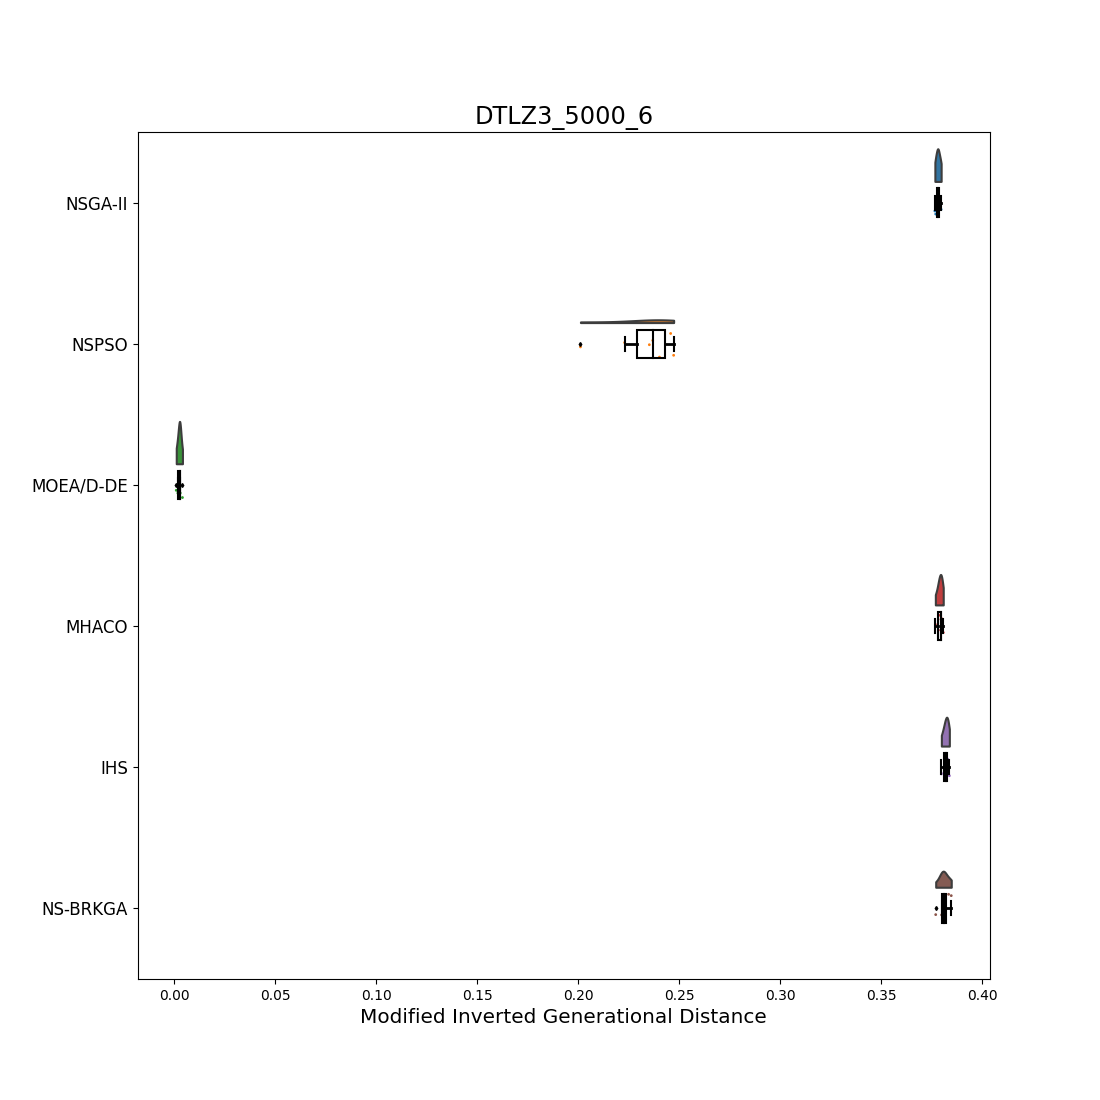 DTLZ3_5000_6
NSGA-II
NSPSO
MOEA/D-DE
MHACO
IHS
NS-BRKGA
0.00 0.05 0.10 0.15 0.20 0.25 0.30 0.35 0.40
Modified Inverted Generational Distance